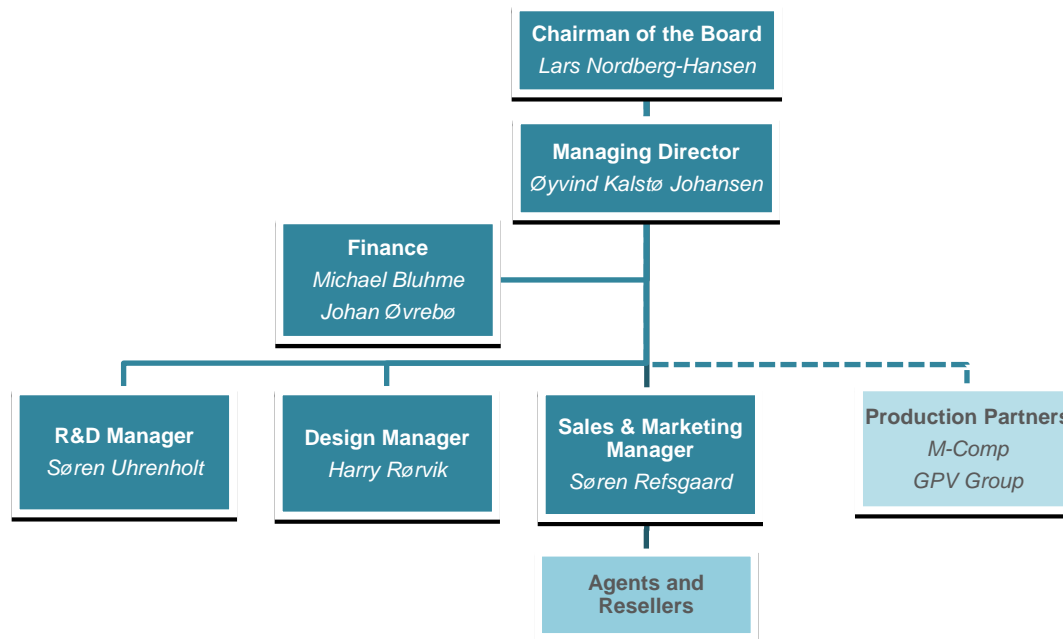 Chairman of the Board
Lars Nordberg-Hansen
Managing Director
Øyvind Kalstø Johansen
Finance
Michael Bluhme
Johan Øvrebø
R&D Manager
Søren Uhrenholt
Design Manager
Harry Rørvik
Sales & Marketing
Manager
Søren Refsgaard
Production Partners
M-Comp
GPV Group
Agents and
Resellers